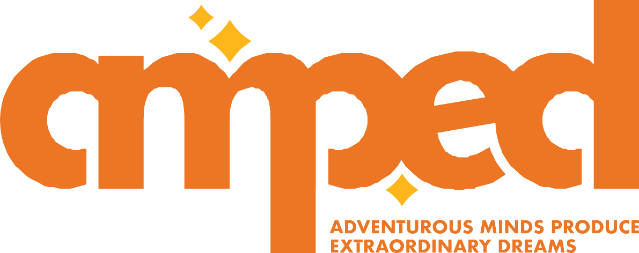 amped
ADVENTUROUS MINDS PRODUCE
EXTRAORDINARY DREAMS